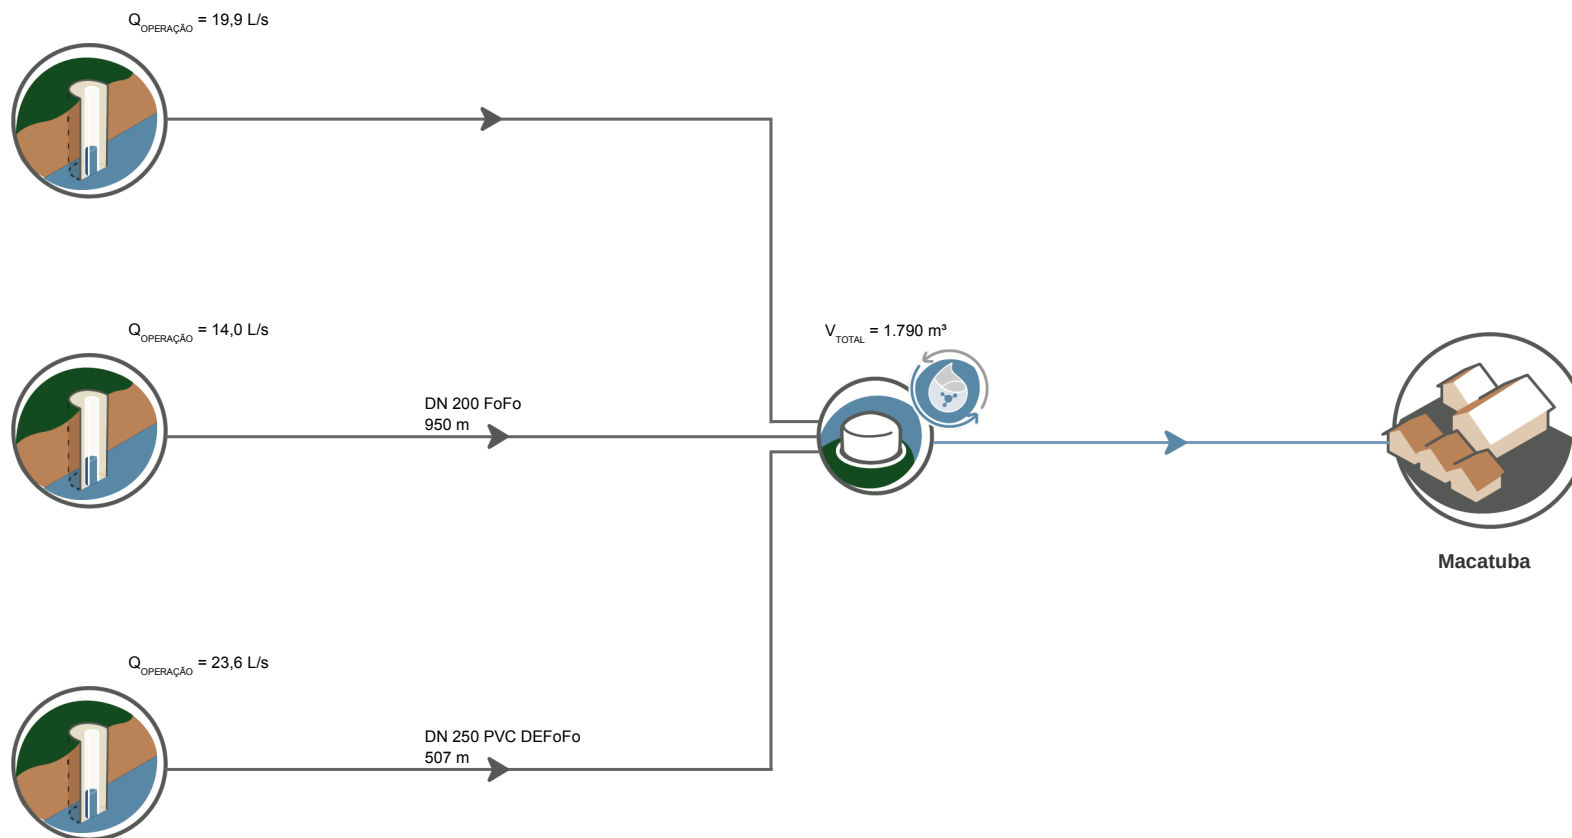 Q OPERAÇÃO = 19,9 L/s
Q OPERAÇÃO = 14,0 L/s
V TOTAL = 1.790 m³
DN 200 FoFo
950 m
Macatuba
Q OPERAÇÃO = 23,6 L/s
DN 250 PVC DEFoFo
507 m